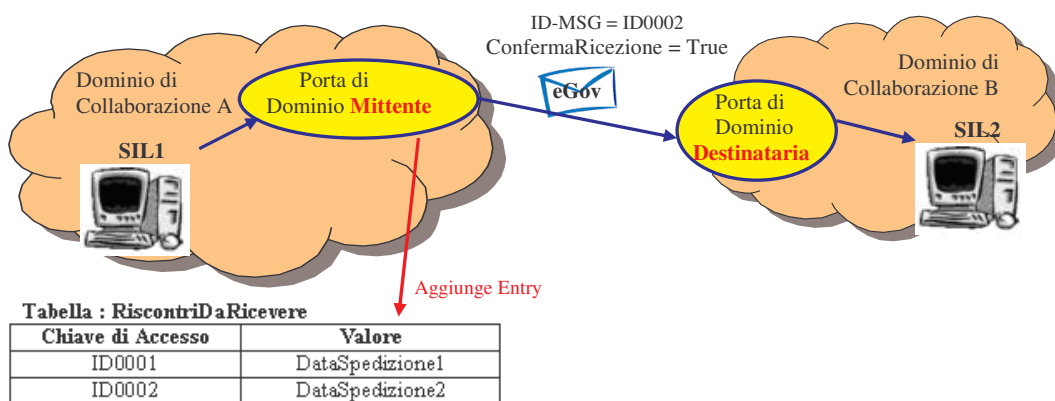 ID-MSG = ID0002
ConfermaRicezione = True
eGov
Dominio di
Collaborazione A
Porta di
Dominio Mittente
SIL1
Porta di
Dominio
Destinataria
Dominio di
Collaborazione B
SIL2
Aggiunge Entry
Tabella : RiscontriDaRicevere
Chiave di Accesso Valore
ID0001 DataSpedizione1
ID0002 DataSpedizione2